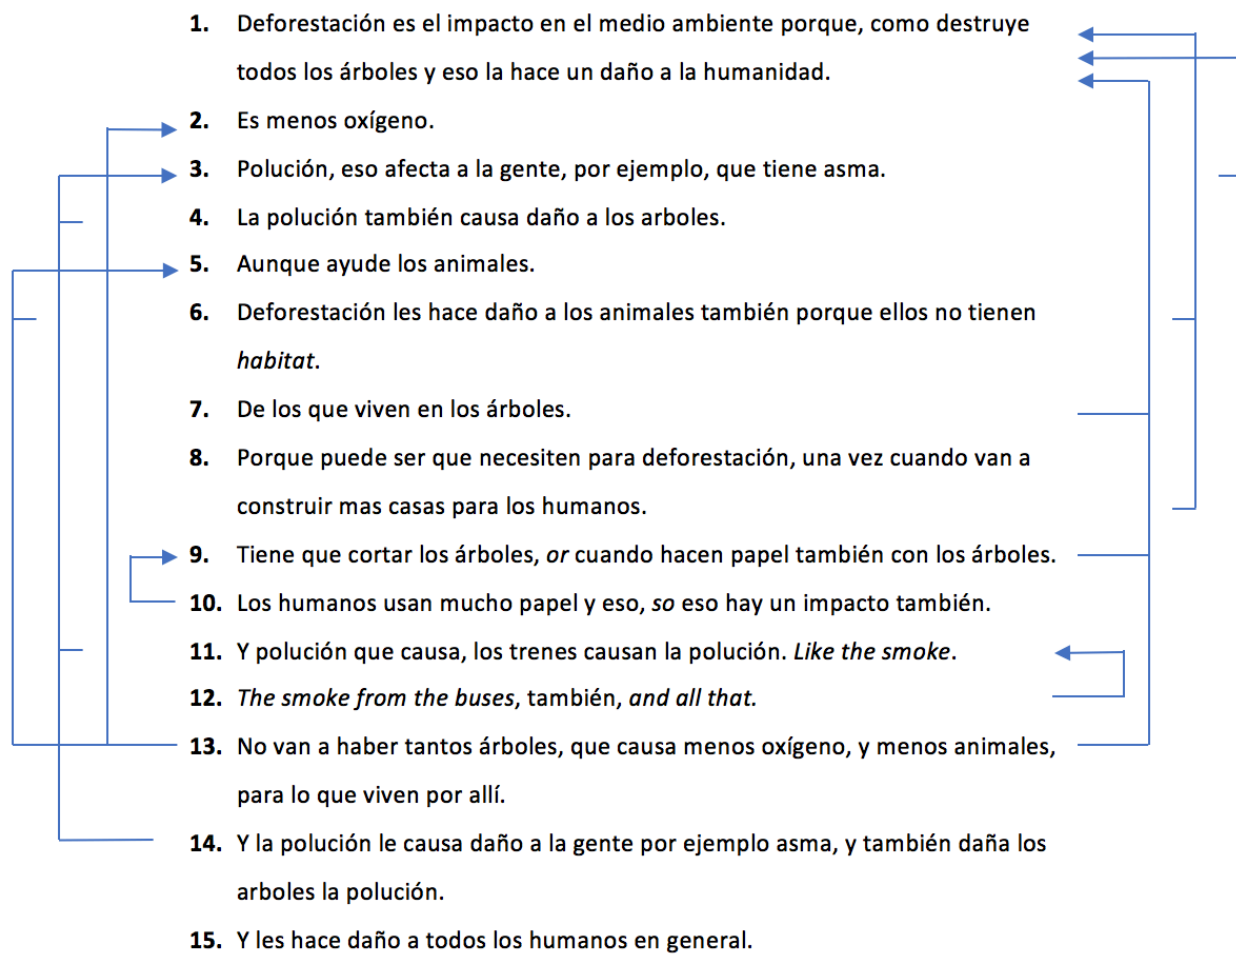 1. Deforestación es el impacto en el medio ambiente porque, como destruye
todos los árboles y eso la hace un daño a la humanidad.
2. Es menos oxígeno.
3. Polución, eso afecta a la gente, por ejemplo, que tiene asma.
4. La polución también causa daño a los arboles.
5. Aunque ayude los animales.
6. Deforestación les hace daño a los animales también porque ellos no tienen
habitat.
7. De los que viven en los árboles.
8. Porque puede ser que necesiten para deforestación, una vez cuando van a
construir mas casas para los humanos.
9. Tiene que cortar los árboles, or cuando hacen papel también con los árboles.
10. Los humanos usan mucho papel y eso, so eso hay un impacto también.
11. Y polución que causa, los trenes causan la polución. Like the smoke.
12. The smoke from the buses, también, and all that.
13. No van a haber tantos árboles, que causa menos oxígeno, y menos animales,
para lo que viven por allí.
14. Y la polución le causa daño a la gente por ejemplo asma, y también daña los
arboles la polución.
15. Y les hace daño a todos los humanos en general.